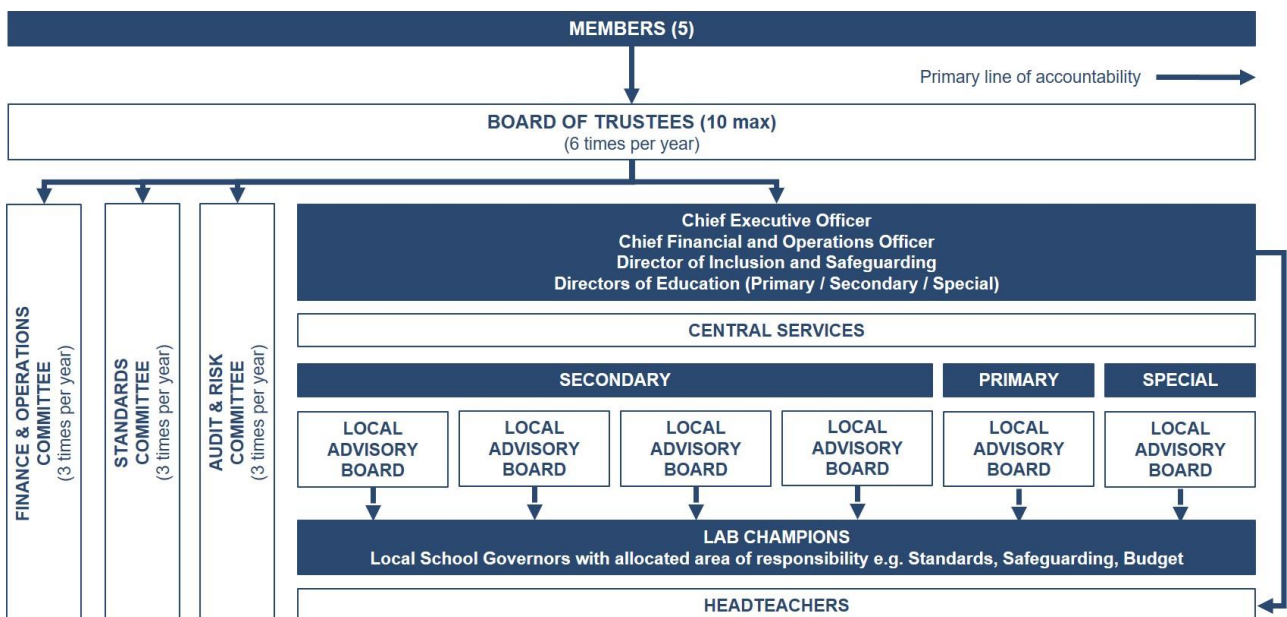 MEMBERS (5)
Primary line of accountability
BOARD OF TRUSTEES (10 max)
(6 times per year)
FINANCE & OPERATIONS
COMMITTEE
(3 times per year)
STANDARDS
COMMITTEE
(3 times per year)
AUDIT & RISK
COMMITTEE
(3 times per year)
Chief Executive Officer
Chief Financial and Operations Officer
Director of Inclusion and Safeguarding
Directors of Education (Primary / Secondary / Special)
CENTRAL SERVICES
SECONDARY
PRIMARY
SPECIAL
LOCAL
ADVISORY
BOARD
LOCAL
ADVISORY
BOARD
LOCAL
ADVISORY
BOARD
LOCAL
ADVISORY
BOARD
LOCAL
ADVISORY
BOARD
LOCAL
ADVISORY
BOARD
LAB CHAMPIONS
Local School Governors with allocated area of responsibility e.g. Standards, Safeguarding, Budget
HEADTEACHERS